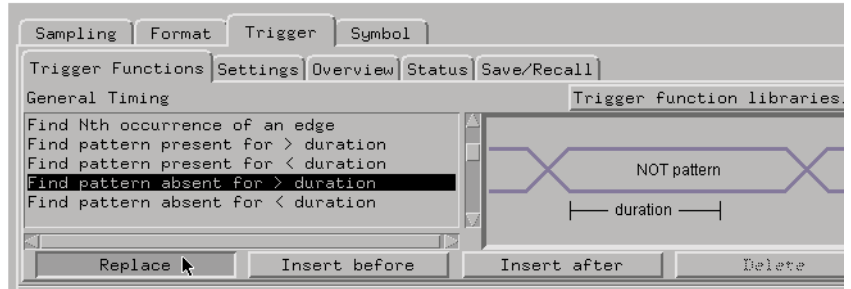 Sampling Format Trigger Symbol
Trigger Functions Settings Overview Status Save/Recall
General Timing Trigger function libraries.
Find Nth occurrence of an edge
Find pattern present for > duration
Find pattern present for < duration
Find pattern absent for > duration
Find pattern absent for < duration
NOT pattern
duration
Replace Insert before Insert after Delete